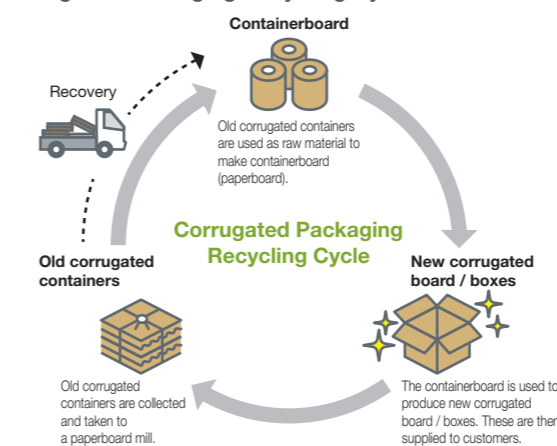 Containerboard
Recovery
Old corrugated containers
are used as raw material to
make containerboard
(paperboard).
Corrugated Packaging
Recycling Cycle
Old corrugated
containers
New corrugated
board / boxes
Old corrugated
containers are collected
and taken to
a paperboard mill.
The containerboard is used to
produce new corrugated
board / boxes. These are then
supplied to customers.